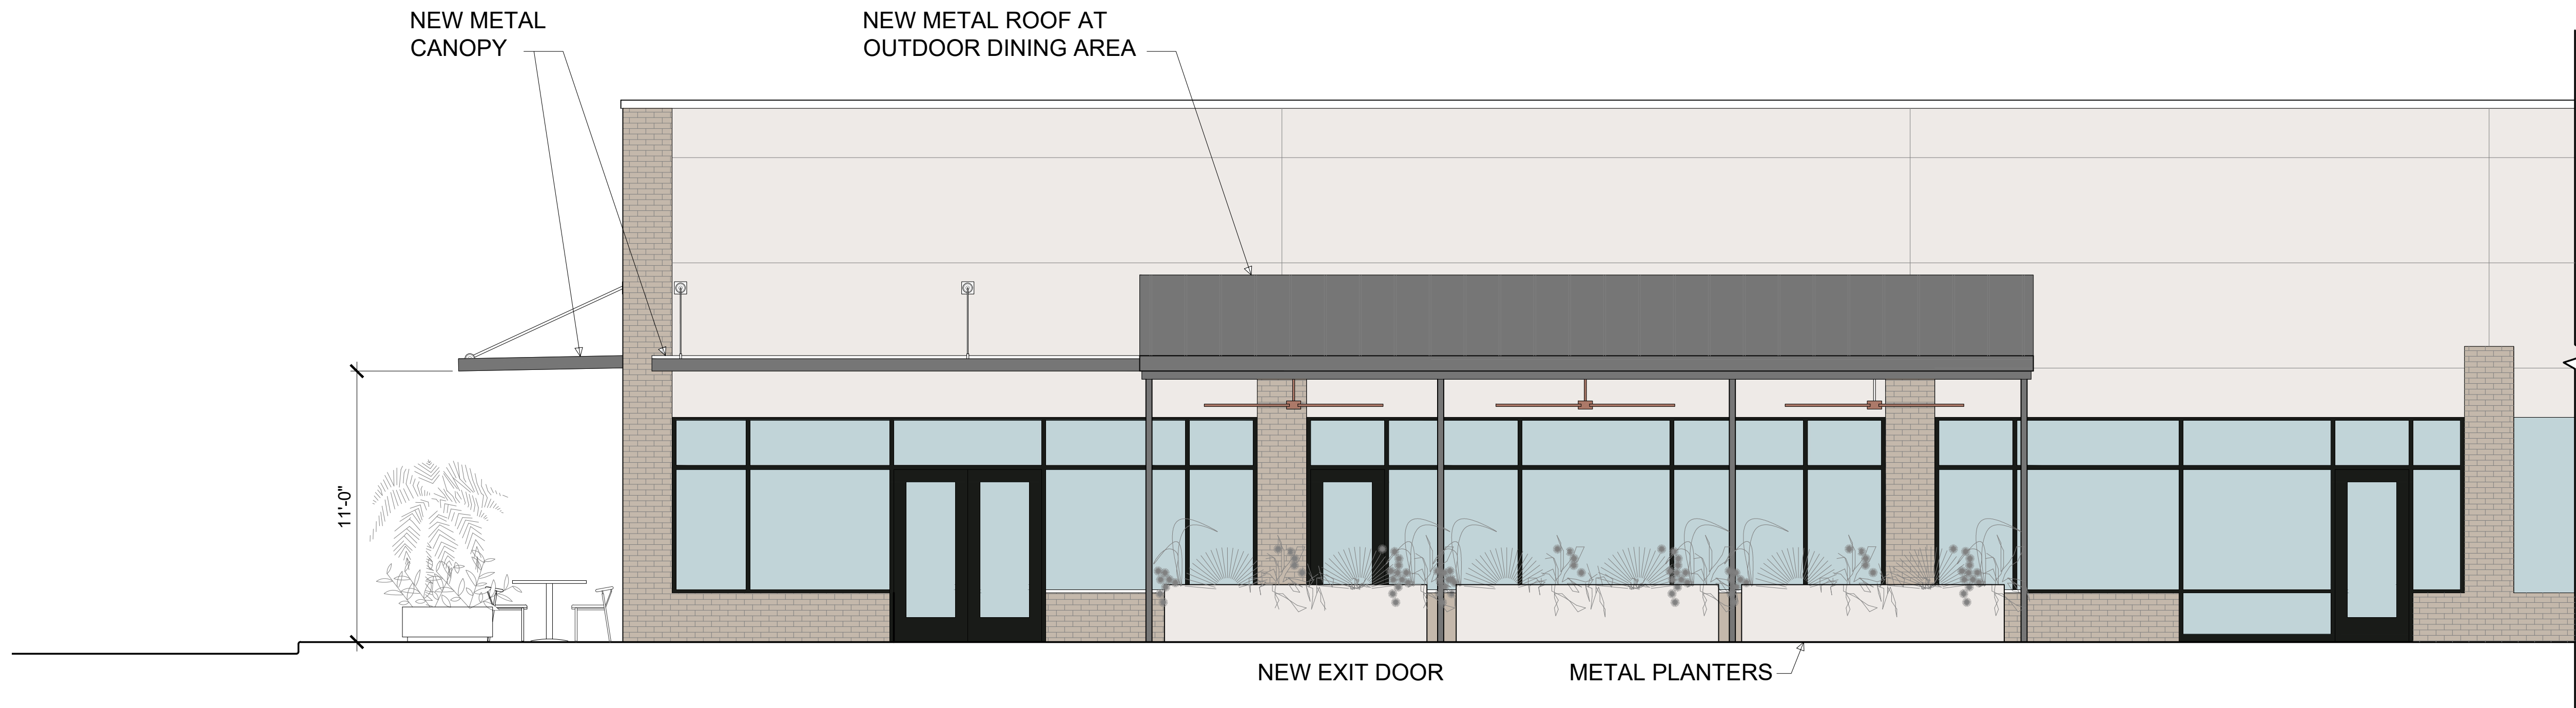 NEW METAL
CANOPY
NEW METAL ROOF AT
OUTDOOR DINING AREA
11'-0"
NEW EXIT DOOR
METAL PLANTERS